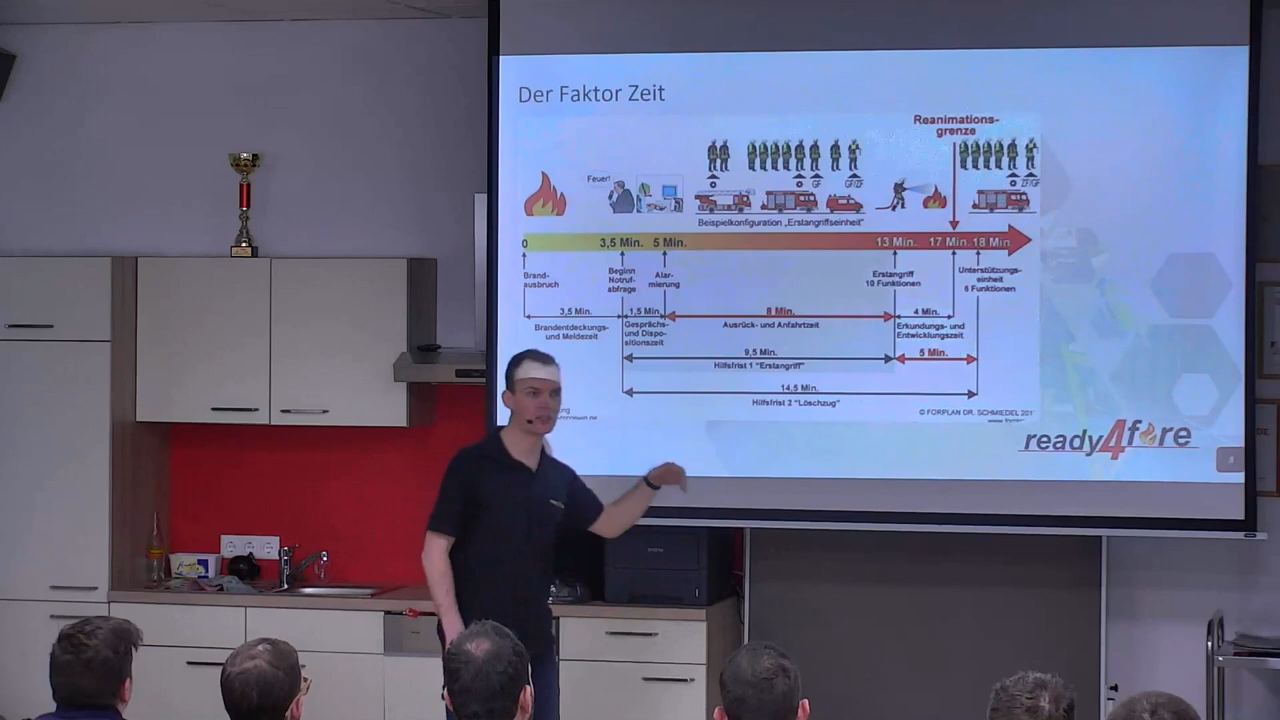 Der Faktor Zeit
Reanimations-
grenze
Feuer!
GF
GF/ZF
ZF/GF
Beispielkonfiguration „Erstangriffseinheit"
0
3,5 Min.
5 Min.
13 Min.
17 Min.
18 Min.
Brand-
ausbruch
Beginn
Notruf-
abfrage
Alar-
mierung
Erstangriff
10 Funktionen
Unterstützungs-
einheit
6 Funktionen
3,5 Min.
Brandentdeckungs-
und Meldezeit
1,5 Min.
Gesprächs-
und Dispo-
sitionszeit
8 Min.
Ausrück- und Anfahrtzeit
4 Min.
Erkundungs- und
Entwicklungszeit
9,5 Min.
Hilfsfrist 1 "Erstangriff"
5 Min.
14,5 Min.
Hilfsfrist 2 "Löschzug"
© FORPLAN DR. SCHMIEDEL 201
ready4fire